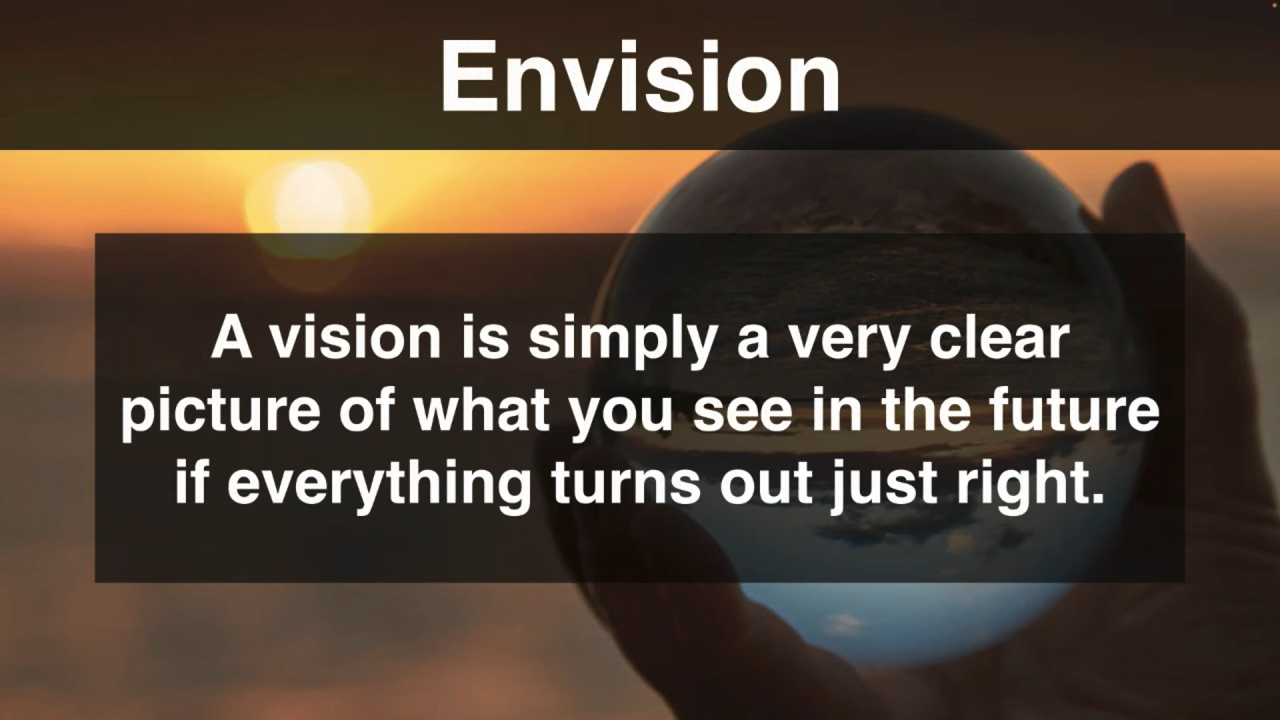 Envision
A vision is simply a very clear
picture of what you see in the future
if everything turns out just right.